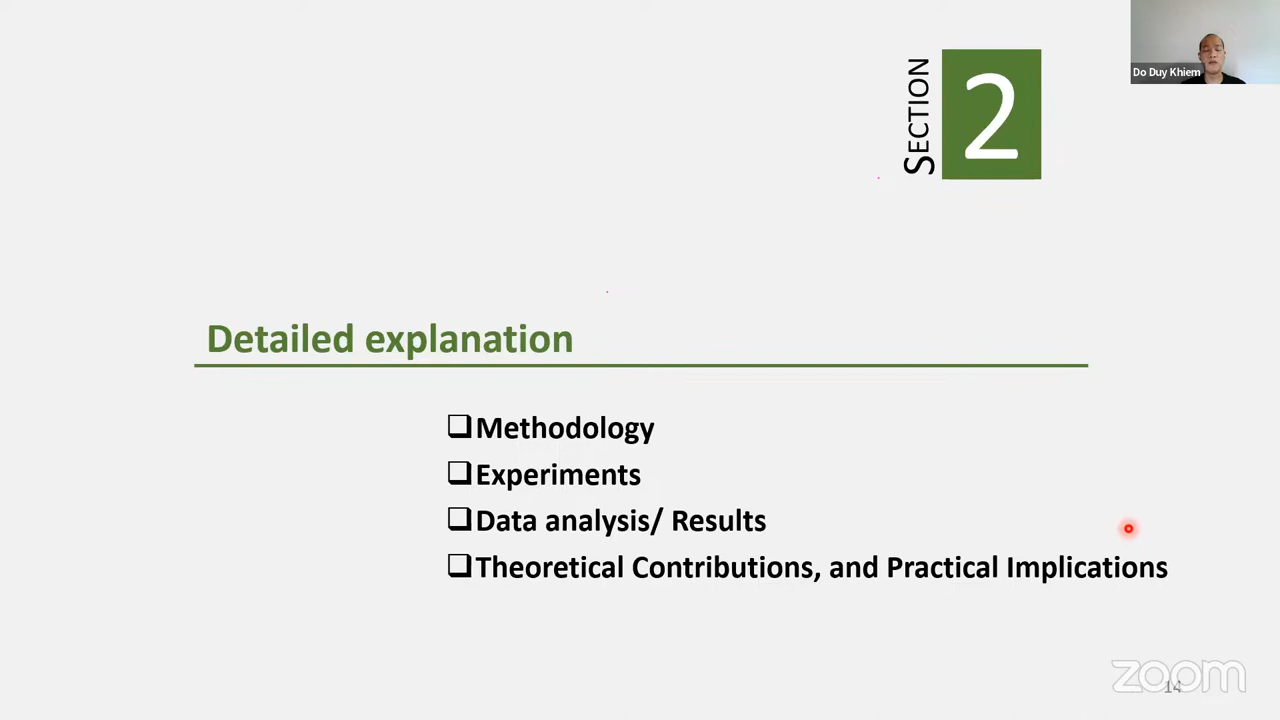 SECTION
2
Do Duy Khiem
Detailed explanation
❑Methodology
❑Experiments
❑Data analysis/ Results
❑Theoretical Contributions, and Practical Implications
zoom
14